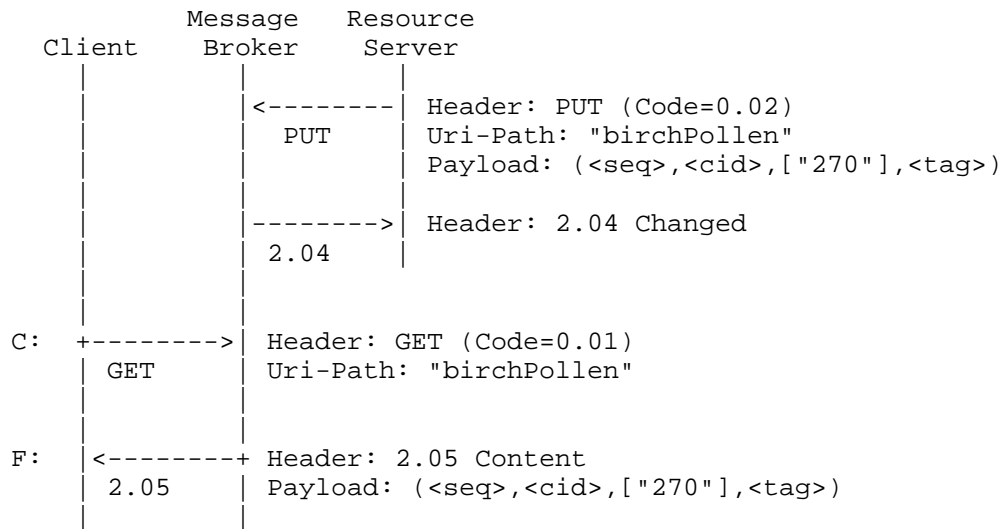 Message Resource
Client Broker Server
<--------| Header: PUT (Code=0.02)
PUT | Uri-Path: "birchPollen"
Payload: (<seq>,<cid>,["270"],<tag>)
-------->| Header: 2.04 Changed
2.04
C: +-------->| Header: GET (Code=0.01)
GET | Uri-Path: "birchPollen"
F: |<--------+ Header: 2.05 Content
2.05 | Payload: (<seq>,<cid>,["270"],<tag>)